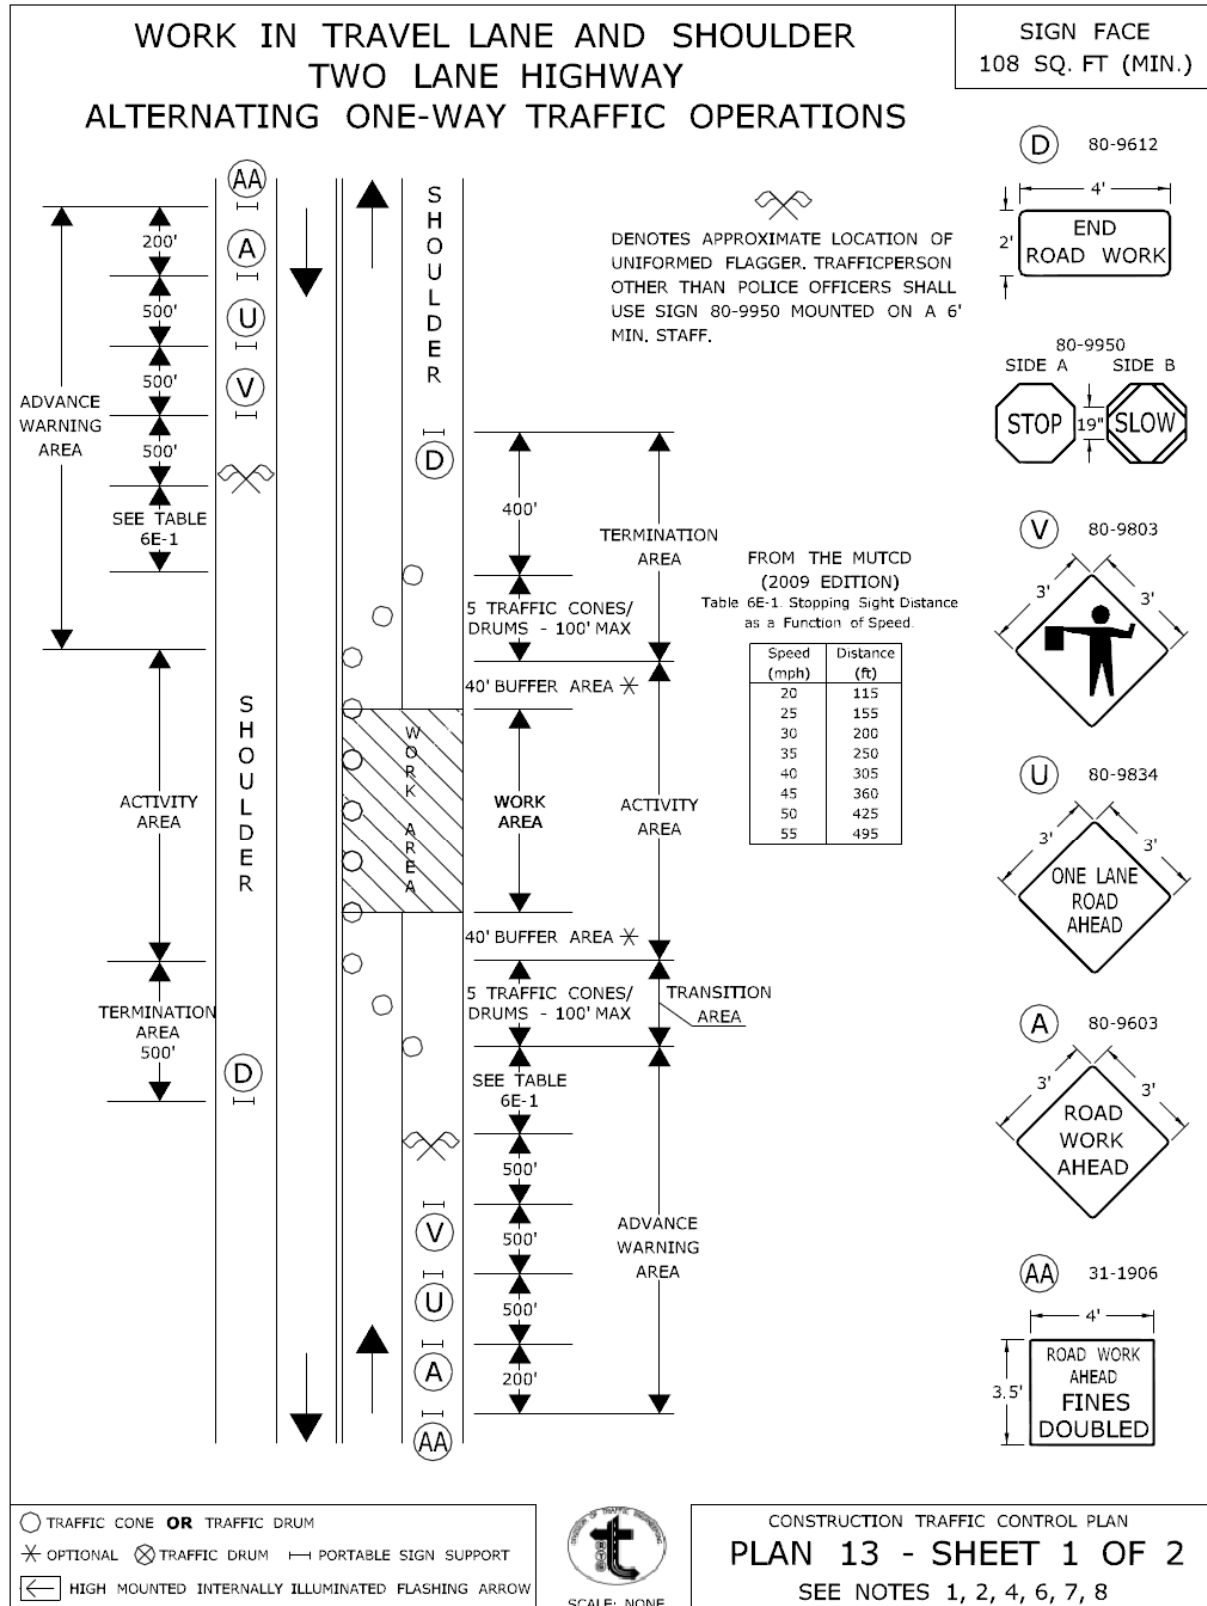 WORK IN TRAVEL LANE AND SHOULDER
TWO LANE HIGHWAY
ALTERNATING ONE-WAY TRAFFIC OPERATIONS
SIGN FACE
108 SQ. FT (MIN.)
AA
A
U
V
200'
500'
500'
500'
SEE TABLE
6E-1
ADVANCE
WARNING
AREA
ACTIVITY
AREA
TERMINATION
AREA
500'
D
SHOULDER
SHOULDER
D
400'
TERMINATION
AREA
5 TRAFFIC CONES/
DRUMS - 100' MAX
40' BUFFER AREA
WORK AREA
WORK
AREA
ACTIVITY
AREA
40' BUFFER AREA
5 TRAFFIC CONES/
DRUMS - 100' MAX
TRANSITION
AREA
SEE TABLE
6E-1
500'
500'
500'
200'
ADVANCE
WARNING
AREA
V
U
A
AA
DENOTES APPROXIMATE LOCATION OF
UNIFORMED FLAGGER. TRAFFICPERSON
OTHER THAN POLICE OFFICERS SHALL
USE SIGN 80-9950 MOUNTED ON A 6'
MIN. STAFF.
FROM THE MUTCD
(2009 EDITION)
Table 6E-1. Stopping Sight Distance
as a Function of Speed.
Speed Distance
(mph) (ft)
20 115
25 155
30 200
35 250
40 305
45 360
50 425
55 495
D 80-9612
4'
2'
END
ROAD WORK
80-9950
SIDE A SIDE B
STOP 19" SLOW
V 80-9803
3' 3'
U 80-9834
3' 3'
ONE LANE
ROAD
AHEAD
A 80-9603
3' 3'
ROAD
WORK
AHEAD
AA 31-1906
4'
3.5'
ROAD WORK
AHEAD
FINES
DOUBLED
TRAFFIC CONE OR TRAFFIC DRUM
OPTIONAL TRAFFIC DRUM PORTABLE SIGN SUPPORT
HIGH MOUNTED INTERNALLY ILLUMINATED FLASHING ARROW
DIVISION OF TRAFFIC ENGINEERING
SCALE: NONE
CONSTRUCTION TRAFFIC CONTROL PLAN
PLAN 13 - SHEET 1 OF 2
SEE NOTES 1, 2, 4, 6, 7, 8